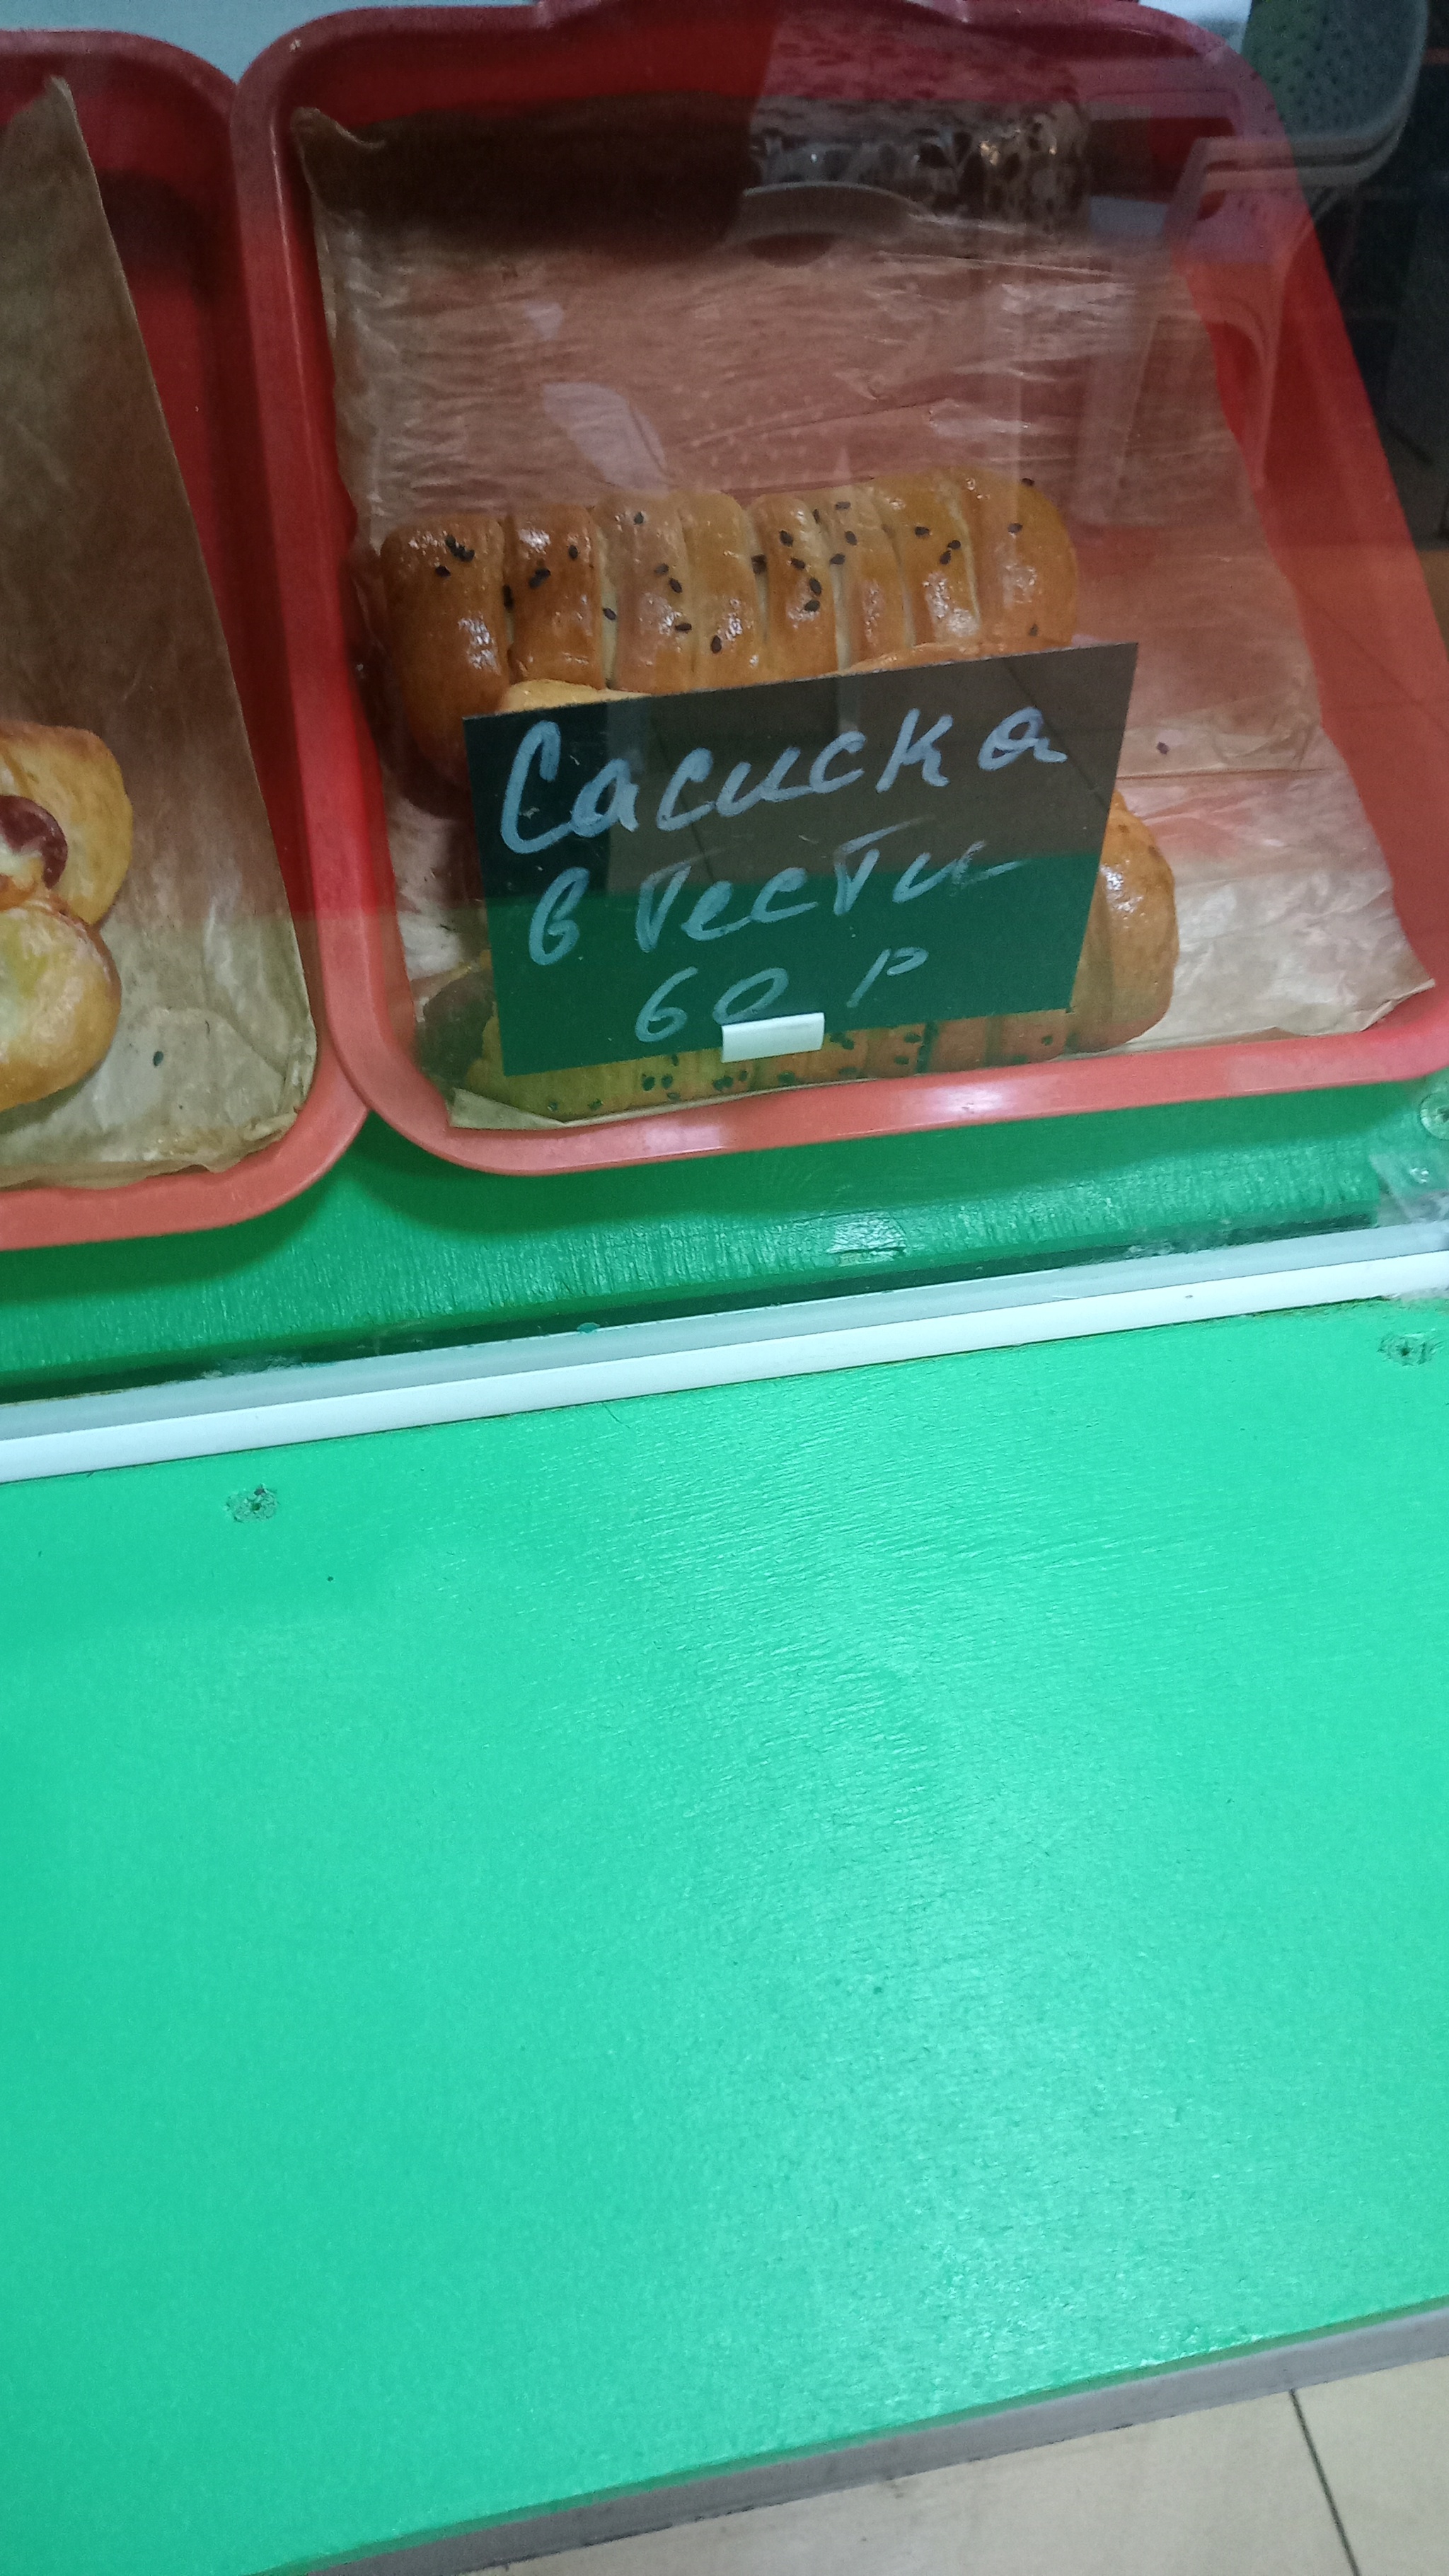 Сасиска
в тести
60 р